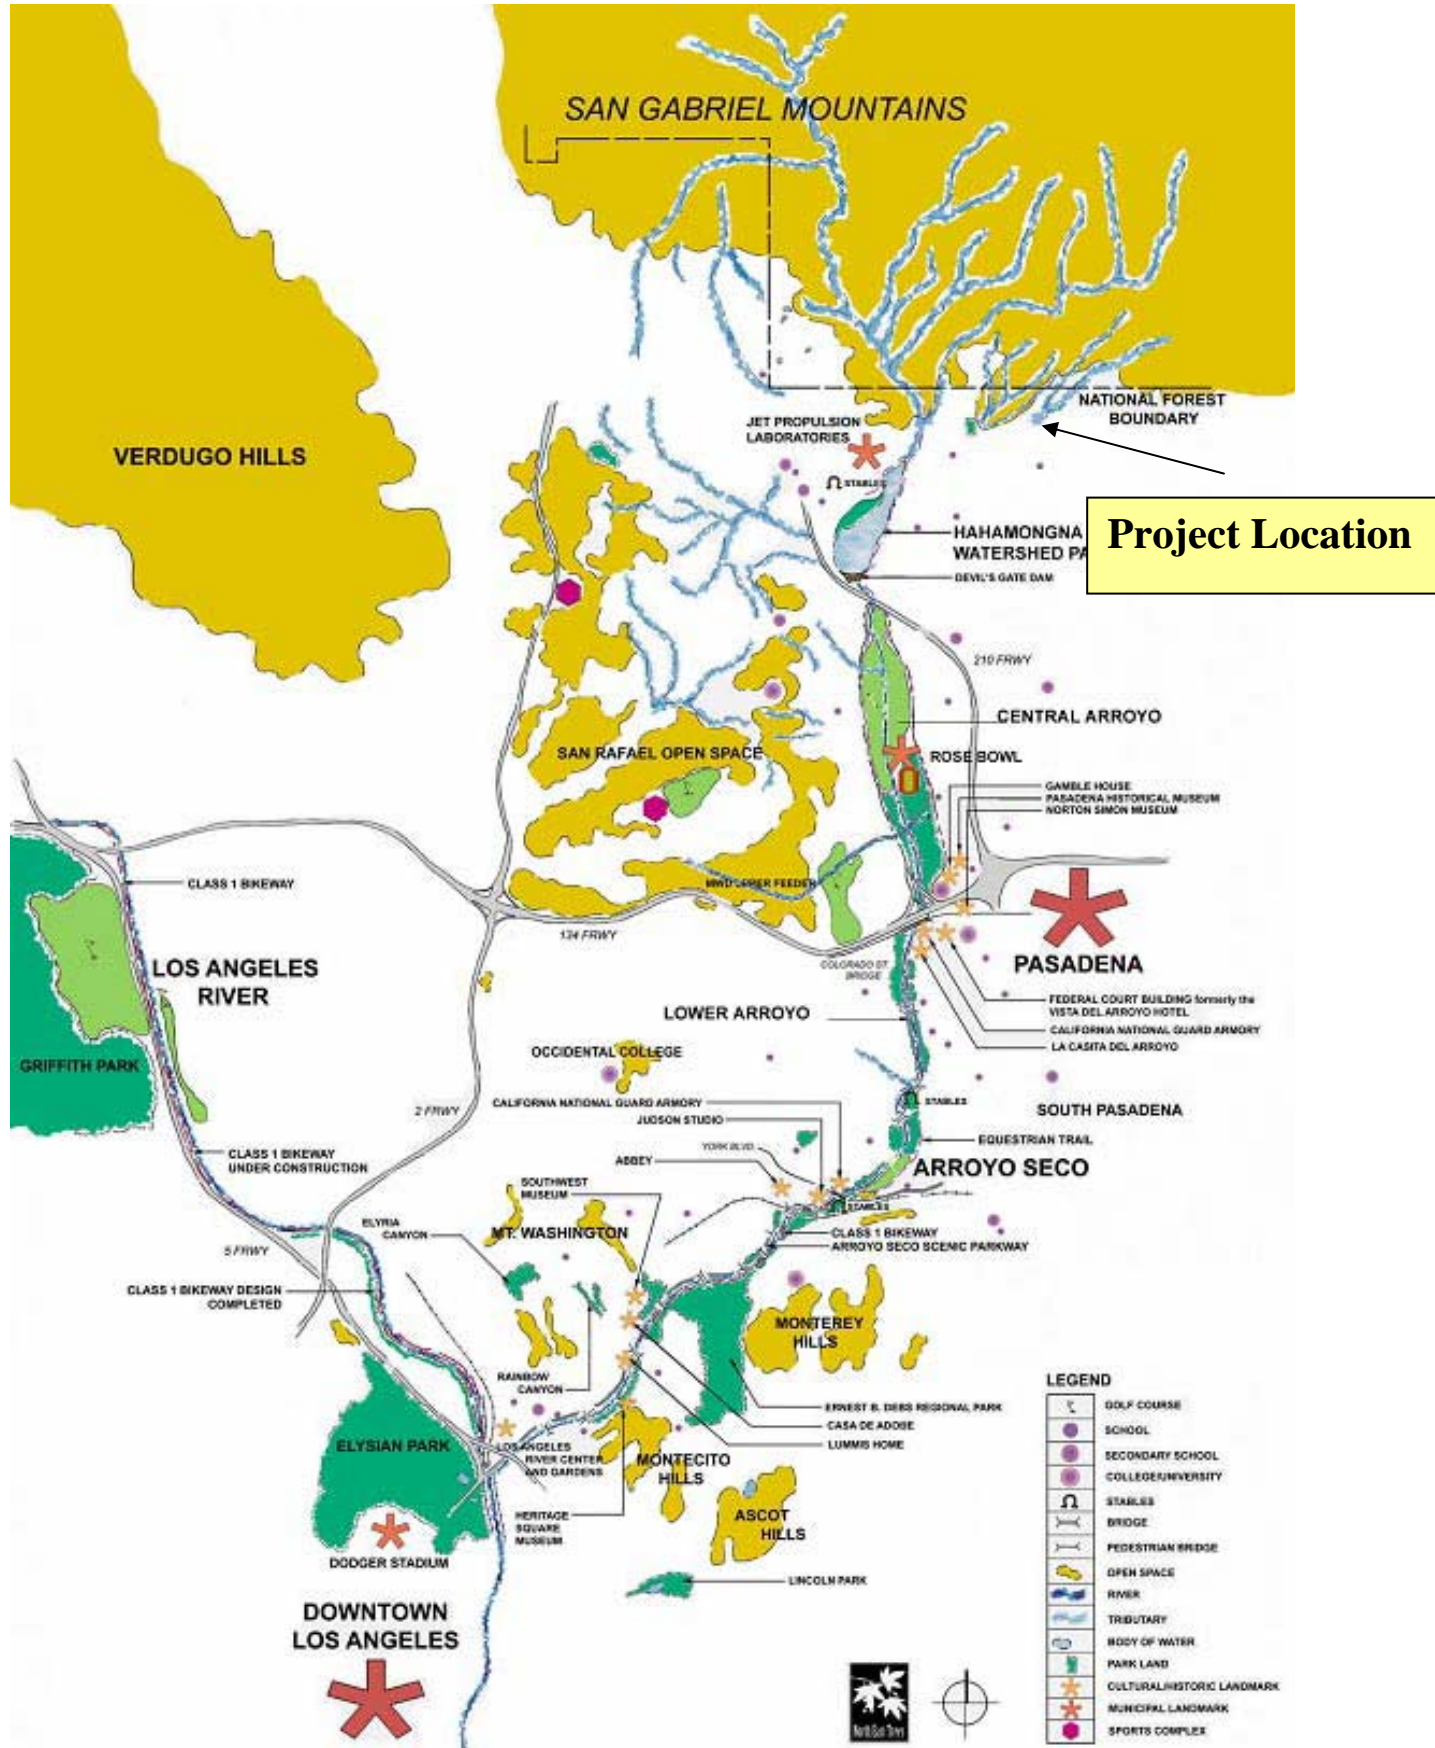 SAN GABRIEL MOUNTAINS
NATIONAL FOREST
BOUNDARY
JET PROPULSION
LABORATORIES
VERDUGO HILLS
STABLES
Project Location
HAHAMONGNA
WATERSHED PA
DEVIL'S GATE DAM
210 FRWY
CENTRAL ARROYO
SAN RAFAEL OPEN SPACE
ROSE BOWL
GAMBLE HOUSE
PASADENA HISTORICAL MUSEUM
NORTON SIMON MUSEUM
CLASS 1 BIKEWAY
MWD UPPER FEEDER
134 FRWY
PASADENA
COLORADO ST.
BRIDGE
LOS ANGELES
RIVER
FEDERAL COURT BUILDING formerly the
VISTA DEL ARROYO HOTEL
LOWER ARROYO
CALIFORNIA NATIONAL GUARD ARMORY
LA CASITA DEL ARROYO
OCCIDENTAL COLLEGE
GRIFFITH PARK
CALIFORNIA NATIONAL GUARD ARMORY
STABLES
2 FRWY
SOUTH PASADENA
JUDSON STUDIO
EQUESTRIAN TRAIL
YORK BLVD.
CLASS 1 BIKEWAY
UNDER CONSTRUCTION
ABBEY
ARROYO SECO
SOUTHWEST
MUSEUM
STABLES
ELYRIA
CANYON
MT. WASHINGTON
CLASS 1 BIKEWAY
ARROYO SECO SCENIC PARKWAY
5 FRWY
CLASS 1 BIKEWAY DESIGN
COMPLETED
MONTEREY
HILLS
RAINBOW
CANYON
ERNEST B. DEBS REGIONAL PARK
CASA DE ADOBE
LUMMIS HOME
ELYSIAN PARK
LOS ANGELES
RIVER CENTER
AND GARDENS
MONTECITO
HILLS
HERITAGE
SQUARE
MUSEUM
ASCOT
HILLS
DODGER STADIUM
LINCOLN PARK
DOWNTOWN
LOS ANGELES
LEGEND
GOLF COURSE
SCHOOL
SECONDARY SCHOOL
COLLEGE/UNIVERSITY
STABLES
BRIDGE
PEDESTRIAN BRIDGE
OPEN SPACE
RIVER
TRIBUTARY
BODY OF WATER
PARK LAND
CULTURAL/HISTORIC LANDMARK
MUNICIPAL LANDMARK
SPORTS COMPLEX
North East Trees